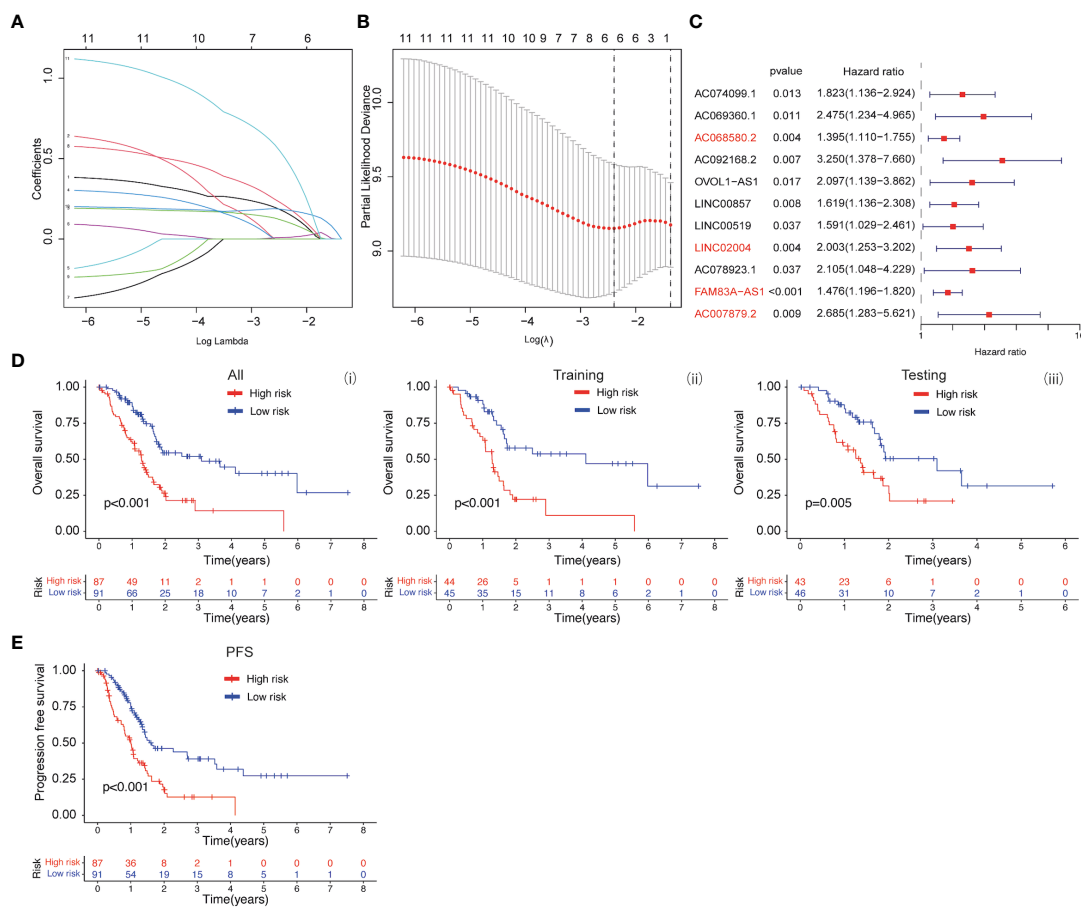 A
11 11 10 7 6
Coefficients
1.0
0.5
0.0
-6 -5 -4 -3 -2
Log Lambda
B
11 11 11 11 11 10 10 9 7 7 8 6 6 6 3 1
Partial Likelihood Deviance
10.0
9.5
9.0
-6 -5 -4 -3 -2
Log(λ)
C
pvalue Hazard ratio
AC074099.1 0.013 1.823(1.136-2.924)
AC069360.1 0.011 2.475(1.234-4.965)
AC068580.2 0.004 1.395(1.110-1.755)
AC092168.2 0.007 3.250(1.378-7.660)
OVOL1-AS1 0.017 2.097(1.139-3.862)
LINC00857 0.008 1.619(1.136-2.308)
LINC00519 0.037 1.591(1.029-2.461)
LINC02004 0.004 2.003(1.253-3.202)
AC078923.1 0.037 2.105(1.048-4.229)
FAM83A-AS1 <0.001 1.476(1.196-1.820)
AC007879.2 0.009 2.685(1.283-5.621)
1 10
Hazard ratio
D
All (i)
High risk
Low risk
Overall survival
1.00
0.75
0.50
0.25
0.00
p<0.001
0 1 2 3 4 5 6 7 8
Time(years)
Risk
High risk 87 49 11 2 1 1 0 0 0
Low risk 91 66 25 18 10 7 2 1 0
0 1 2 3 4 5 6 7 8
Time(years)
Training (ii)
High risk
Low risk
Overall survival
1.00
0.75
0.50
0.25
0.00
p<0.001
0 1 2 3 4 5 6 7 8
Time(years)
Risk
High risk 44 26 5 1 1 1 0 0 0
Low risk 45 35 15 11 8 6 2 1 0
0 1 2 3 4 5 6 7 8
Time(years)
Testing (iii)
High risk
Low risk
Overall survival
1.00
0.75
0.50
0.25
0.00
p=0.005
0 1 2 3 4 5 6
Time(years)
Risk
High risk 43 23 6 1 0 0 0
Low risk 46 31 10 7 2 1 0
0 1 2 3 4 5 6
Time(years)
E
PFS
High risk
Low risk
Progression free survival
1.00
0.75
0.50
0.25
0.00
p<0.001
0 1 2 3 4 5 6 7 8
Time(years)
Risk
High risk 87 36 8 2 1 0 0 0 0
Low risk 91 54 19 15 8 5 1 1 0
0 1 2 3 4 5 6 7 8
Time(years)